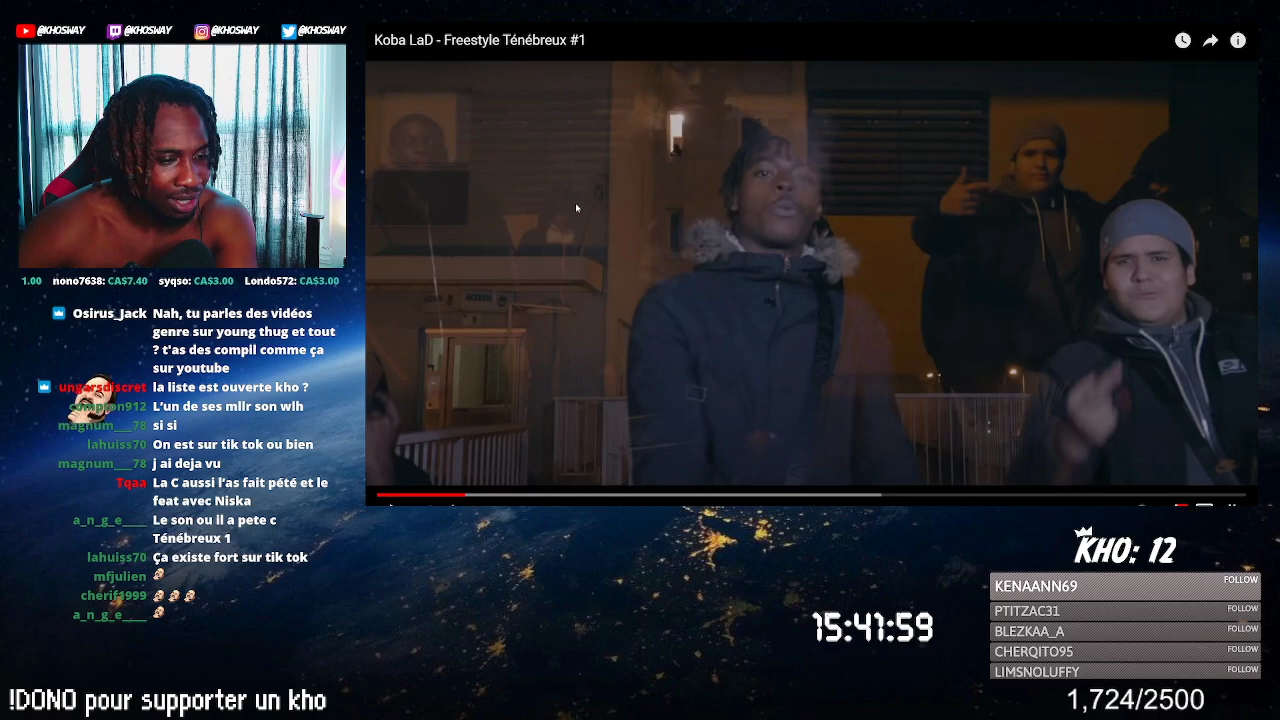 @KHOSWAY @KHOSWAY @KHOSWAY @KHOSWAY
1.00 nono7638: CA$7.40 syqso: CA$3.00 Londo572: CA$3.00
Osirus_Jack Nah, tu parles des vidéos
genre sur young thug et tout
? t'as des compil comme ça
sur youtube
ungarsdiscret la liste est ouverte kho ?
compton912 L'un de ses mllr son wlh
magnum___78 si si
lahuiss70 On est sur tik tok ou bien
magnum___78 j ai deja vu
Tqaa La C aussi l'as fait pété et le
feat avec Niska
a_n_g_e____ Le son ou il a pete c
Ténébreux 1
lahuiss70 Ça existe fort sur tik tok
mfjulien
cherif1999
a_n_g_e____
!DONO pour supporter un kho
Koba LaD - Freestyle Ténébreux #1
ACCUEIL
15:41:59
KHO: 12
KENAANN69 FOLLOW
PTITZAC31 FOLLOW
BLEZKAA_A FOLLOW
CHERQITO95 FOLLOW
LIMSNOLUFFY FOLLOW
1,724/2500